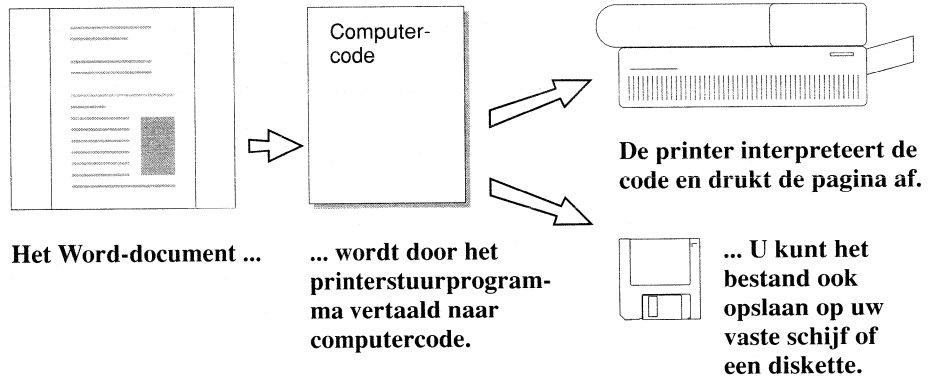 Computer-
code
De printer interpreteert de
code en drukt de pagina af.
Het Word-document ...
... wordt door het
printerstuurprogram-
ma vertaald naar
computercode.
... U kunt het
bestand ook
opslaan op uw
vaste schijf of
een diskette.